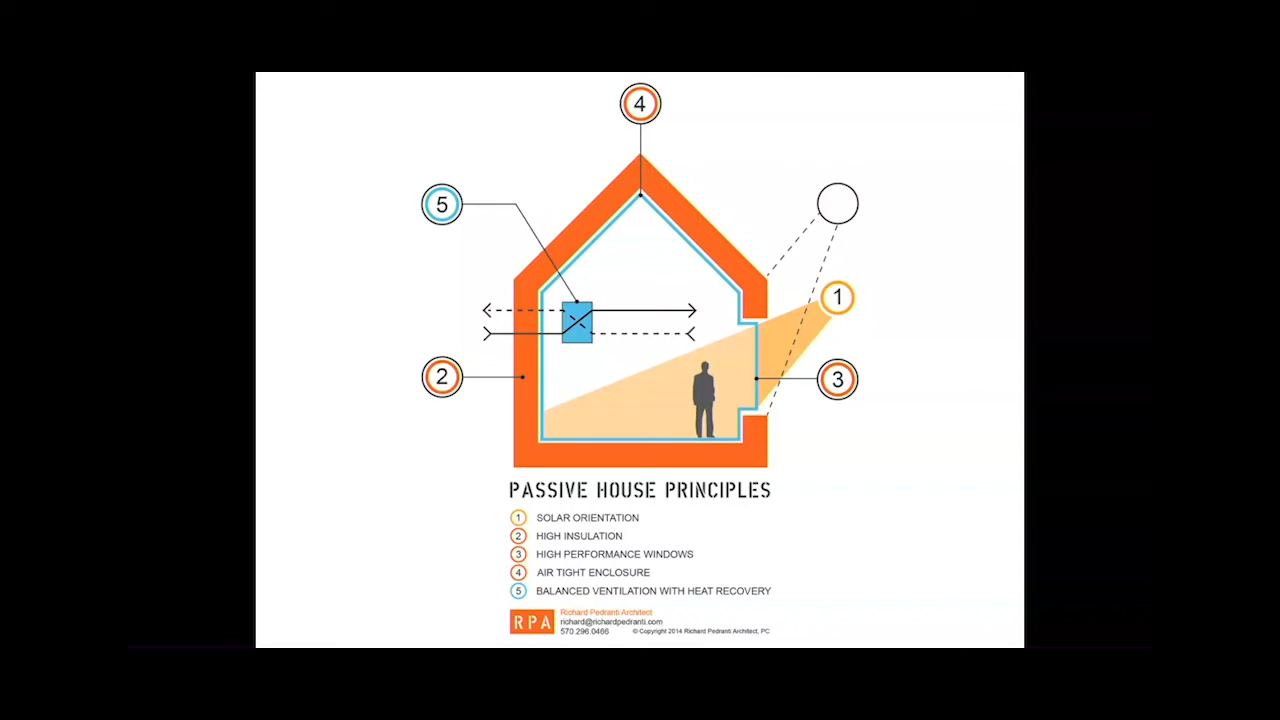 4
5
1
2
3
PASSIVE HOUSE PRINCIPLES
1 SOLAR ORIENTATION
2 HIGH INSULATION
3 HIGH PERFORMANCE WINDOWS
4 AIR TIGHT ENCLOSURE
5 BALANCED VENTILATION WITH HEAT RECOVERY
RPA
Richard Pedranti Architect
richard@richardpedranti.com
570.296.0466 © Copyright 2014 Richard Pedranti Architect, PC